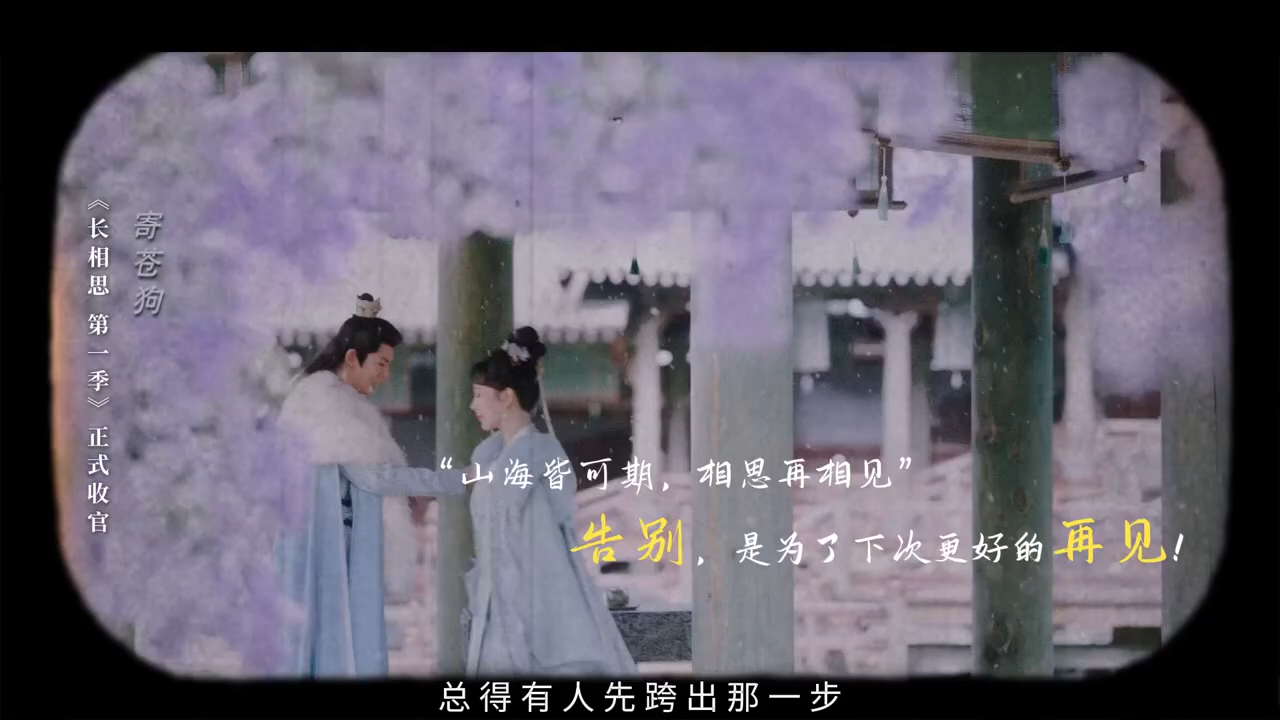 《长相思 第一季》正式收官
寄苍狗
“山海皆可期，相思再相见”
告别，是为了下次更好的再见！
总得有人先跨出那一步